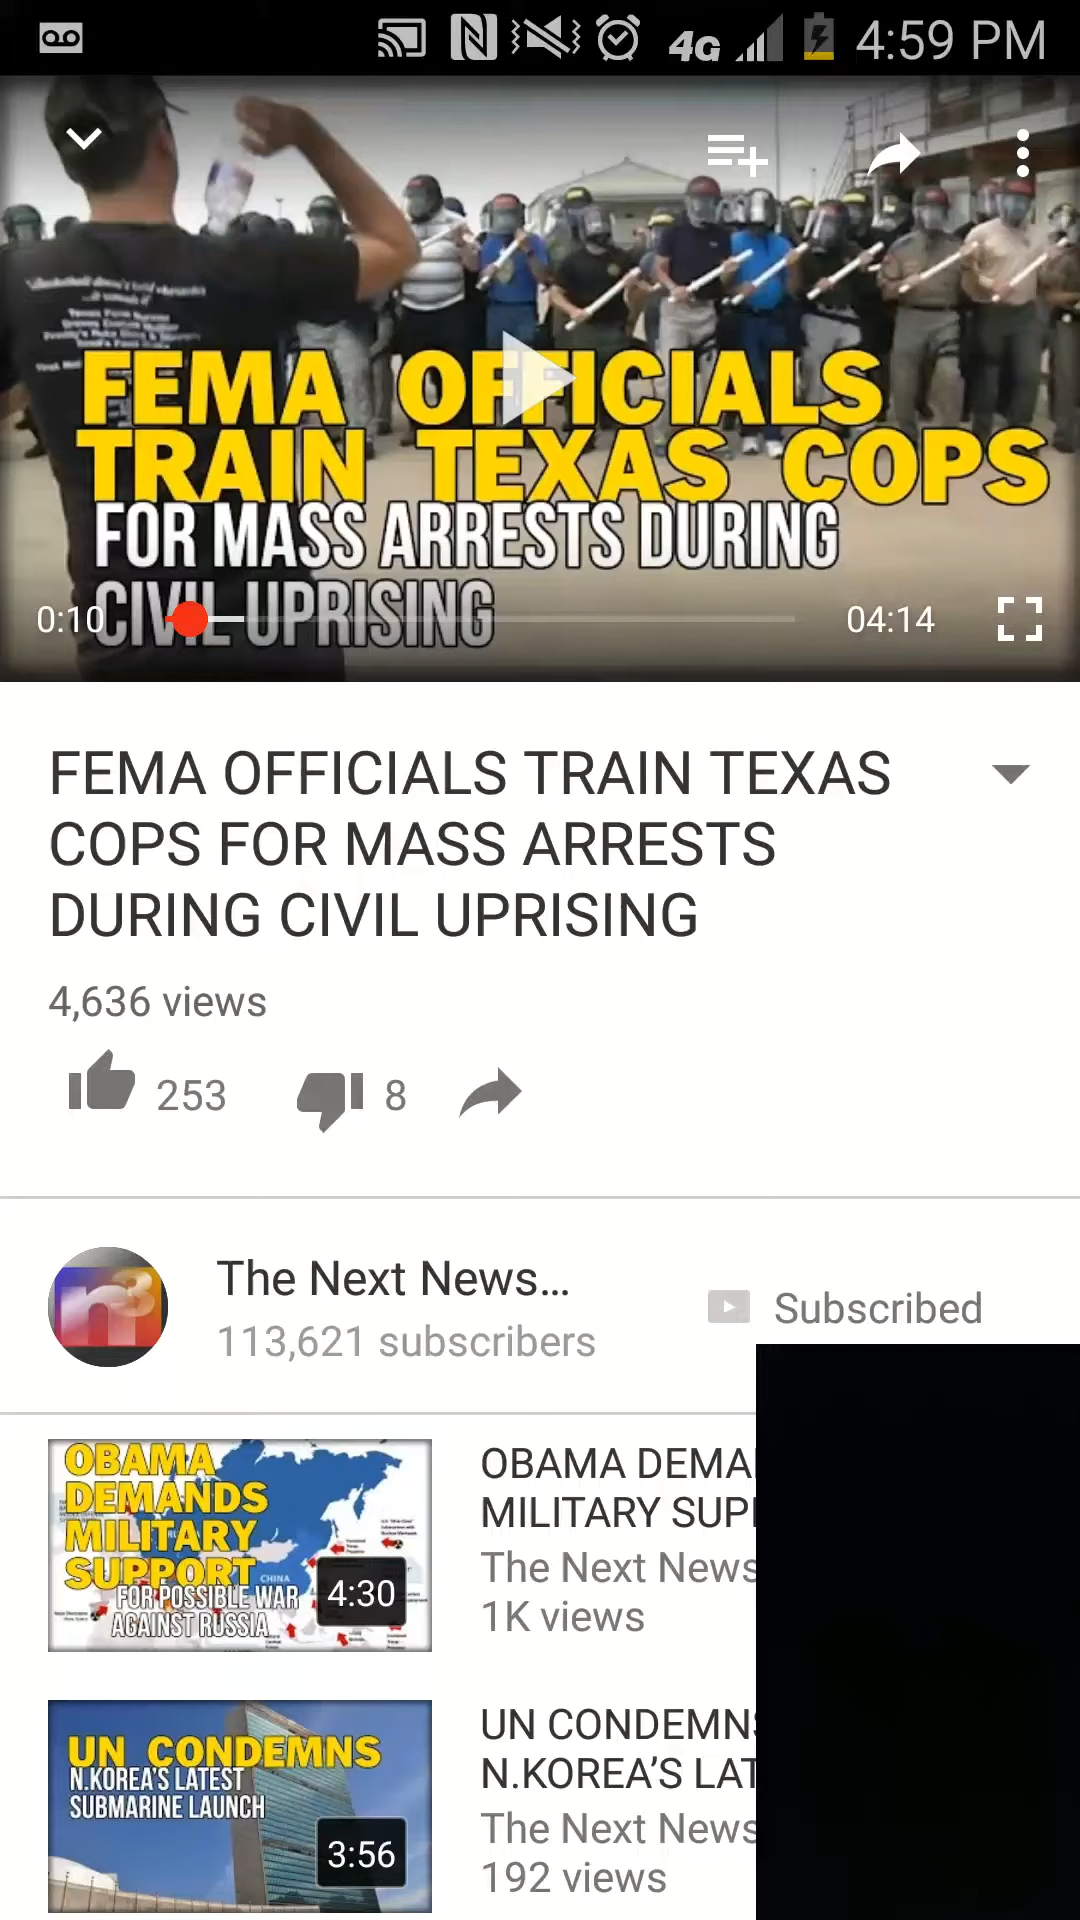 4G 4:59 PM
FEMA OFFICIALS
TRAIN TEXAS COPS
FOR MASS ARRESTS DURING
CIVIL UPRISING
0:10
04:14
FEMA OFFICIALS TRAIN TEXAS
COPS FOR MASS ARRESTS
DURING CIVIL UPRISING
4,636 views
253
8
n3
The Next News...
113,621 subscribers
Subscribed
OBAMA
DEMANDS
MILITARY
SUPPORT
FOR POSSIBLE WAR
AGAINST RUSSIA
CHINA
4:30
OBAMA DEMA
MILITARY SUP
The Next News
1K views
UN CONDEMNS
N.KOREA'S LATEST
SUBMARINE LAUNCH
3:56
UN CONDEMN
N.KOREA'S LAT
The Next News
192 views